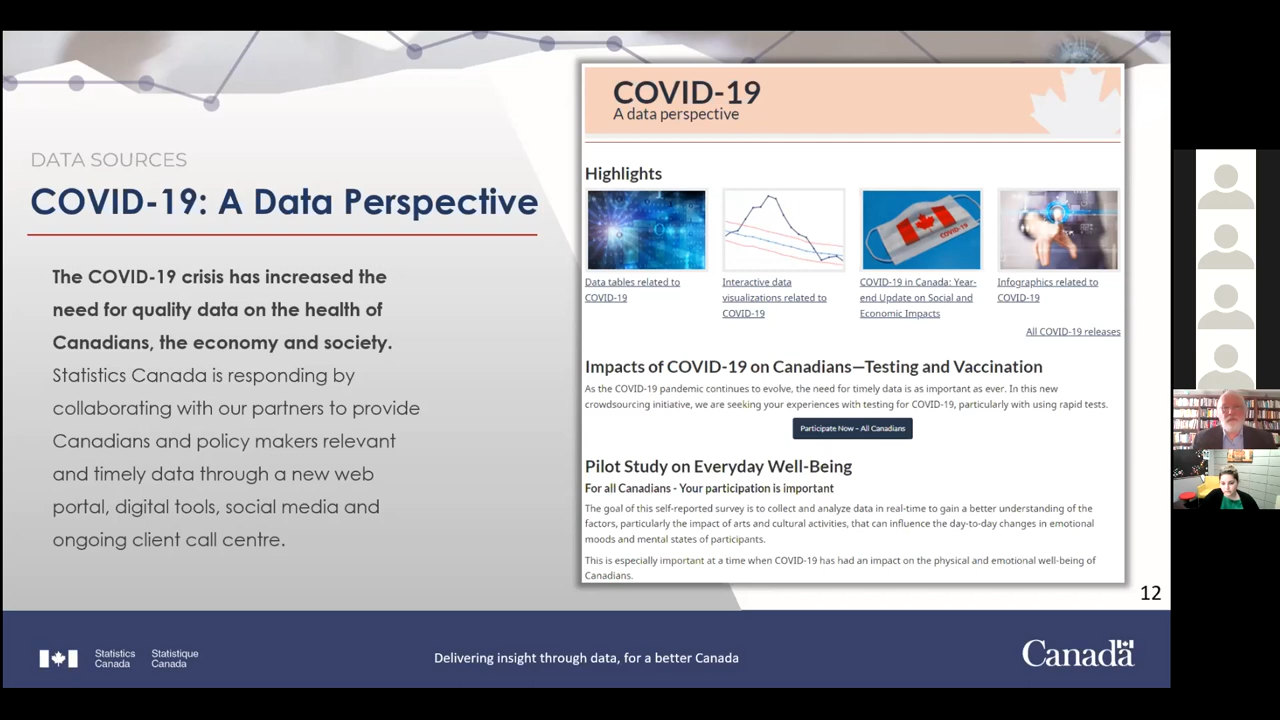 DATA SOURCES
COVID-19: A Data Perspective
The COVID-19 crisis has increased the
need for quality data on the health of
Canadians, the economy and society.
Statistics Canada is responding by
collaborating with our partners to provide
Canadians and policy makers relevant
and timely data through a new web
portal, digital tools, social media and
ongoing client call centre.
COVID-19
A data perspective
Highlights
Data tables related to
COVID-19
Interactive data
visualizations related to
COVID-19
COVID-19
COVID-19 in Canada: Year-
end Update on Social and
Economic Impacts
Infographics related to
COVID-19
All COVID-19 releases
Impacts of COVID-19 on Canadians—Testing and Vaccination
As the COVID-19 pandemic continues to evolve, the need for timely data is as important as ever. In this new
crowdsourcing initiative, we are seeking your experiences with testing for COVID-19, particularly with using rapid tests.
Participate Now – All Canadians
Pilot Study on Everyday Well-Being
For all Canadians - Your participation is important
The goal of this self-reported survey is to collect and analyze data in real-time to gain a better understanding of the
factors, particularly the impact of arts and cultural activities, that can influence the day-to-day changes in emotional
moods and mental states of participants.
This is especially important at a time when COVID-19 has had an impact on the physical and emotional well-being of
Canadians.
12
Statistics
Canada
Statistique
Canada
Delivering insight through data, for a better Canada
Canada